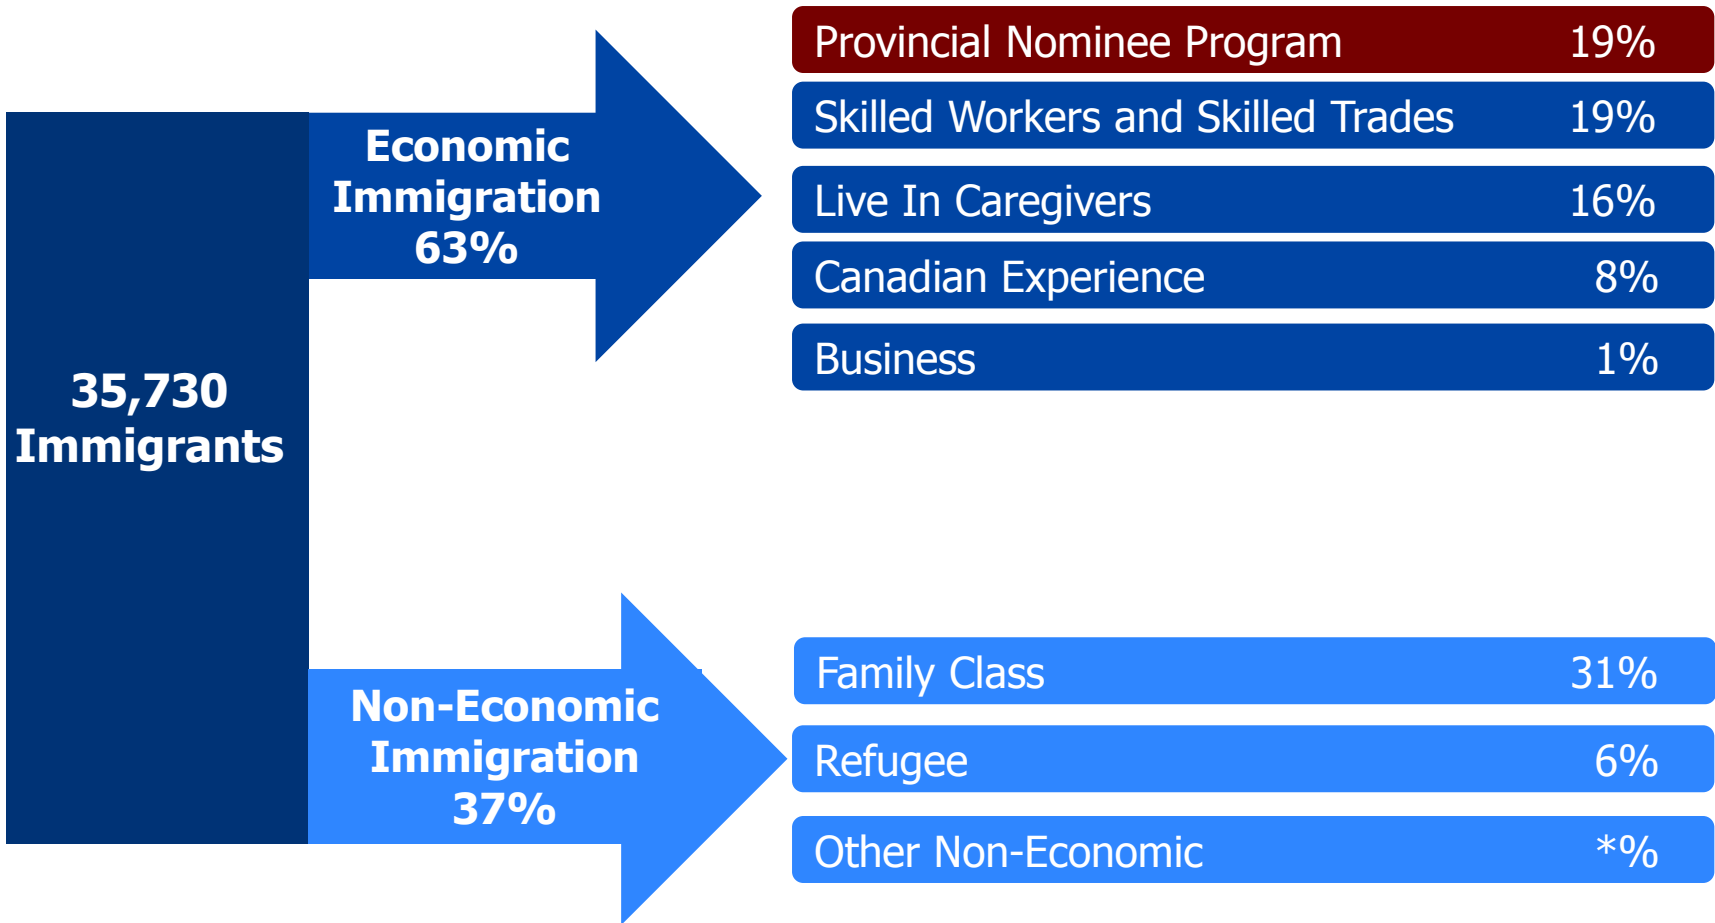 35,730
Immigrants
Economic
Immigration
63%
Provincial Nominee Program 19%
Skilled Workers and Skilled Trades 19%
Live In Caregivers 16%
Canadian Experience 8%
Business 1%
Non-Economic
Immigration
37%
Family Class 31%
Refugee 6%
Other Non-Economic *%